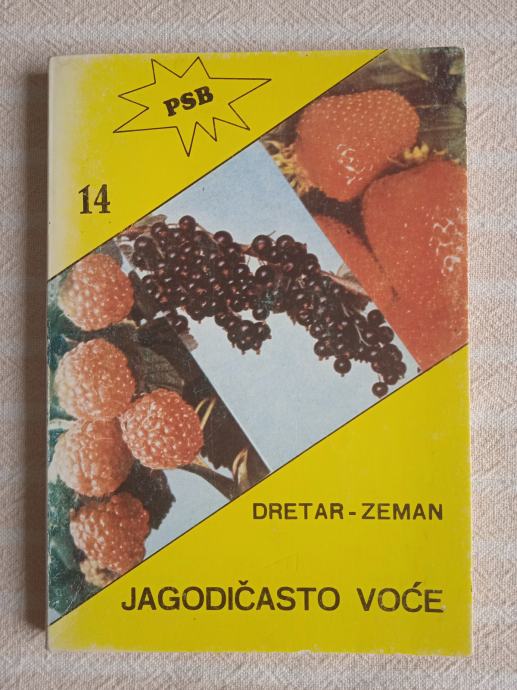 PSB
14
DRETAR-ZEMAN
JAGODIČASTO VOĆE